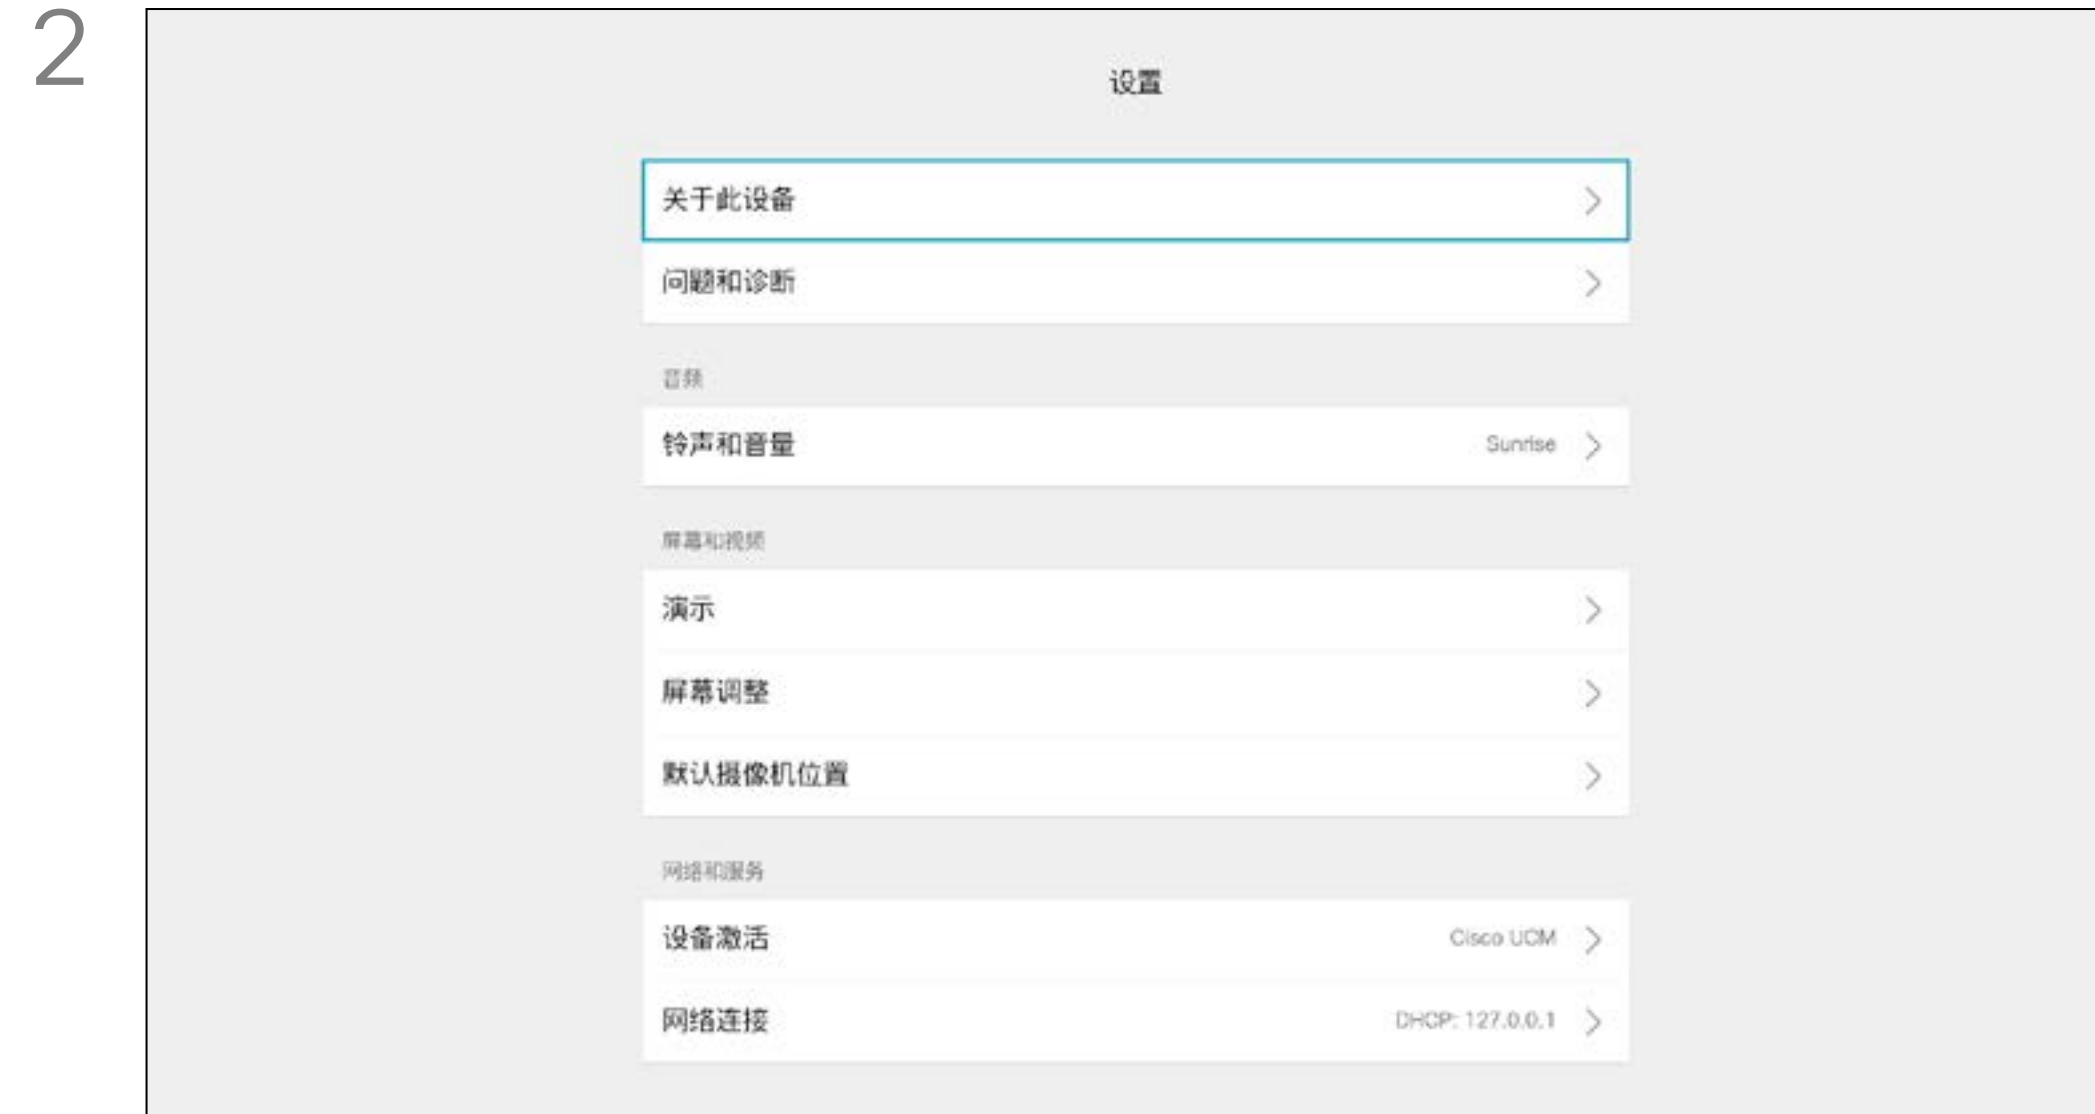 2
设置
关于此设备
问题和诊断
音频
铃声和音量 Sunrise
屏幕和视频
演示
屏幕调整
默认摄像机位置
网络和服务
设备激活 Cisco UCM
网络连接 DHCP: 127.0.0.1